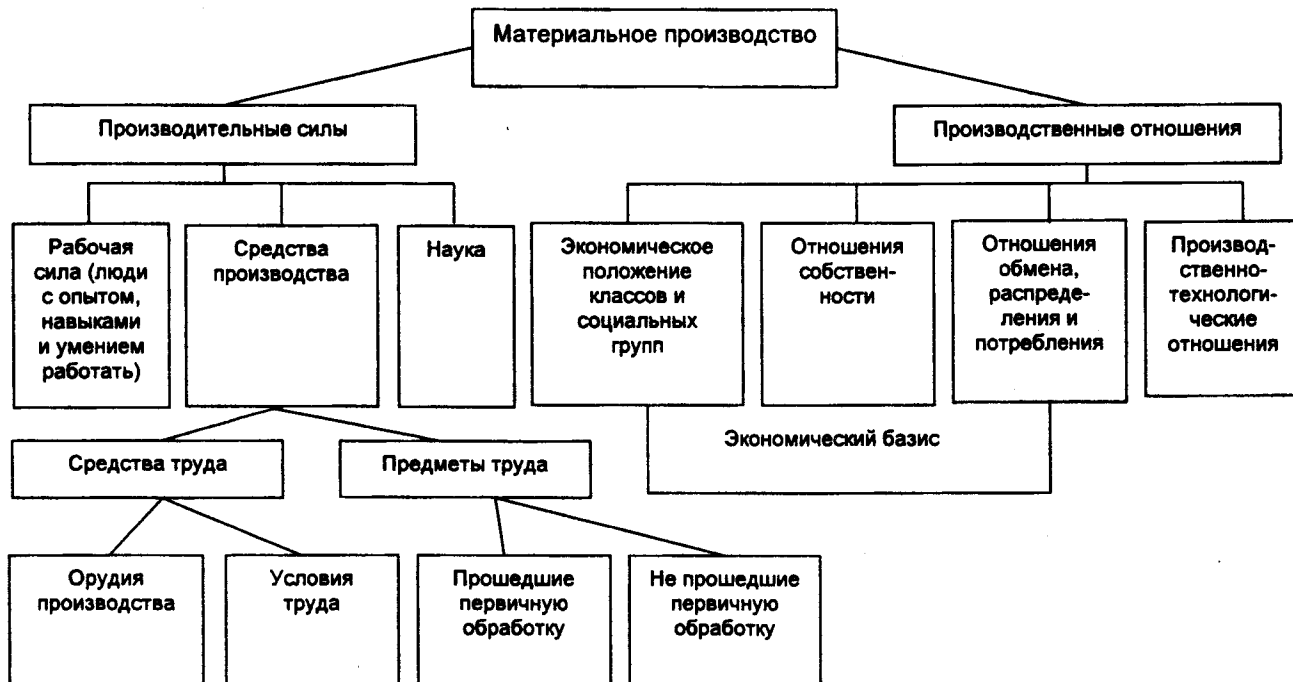 Материальное производство
Производительные силы
Производственные отношения
Рабочая
сила (люди
с опытом,
навыками
и умением
работать)
Средства
производства
Наука
Экономическое
положение
классов и
социальных
групп
Отношения
собствен-
ности
Отношения
обмена,
распреде-
ления и
потребления
Производ-
ственно-
технологи-
ческие
отношения
Экономический базис
Средства труда
Предметы труда
Орудия
производства
Условия
труда
Прошедшие
первичную
обработку
Не прошедшие
первичную
обработку